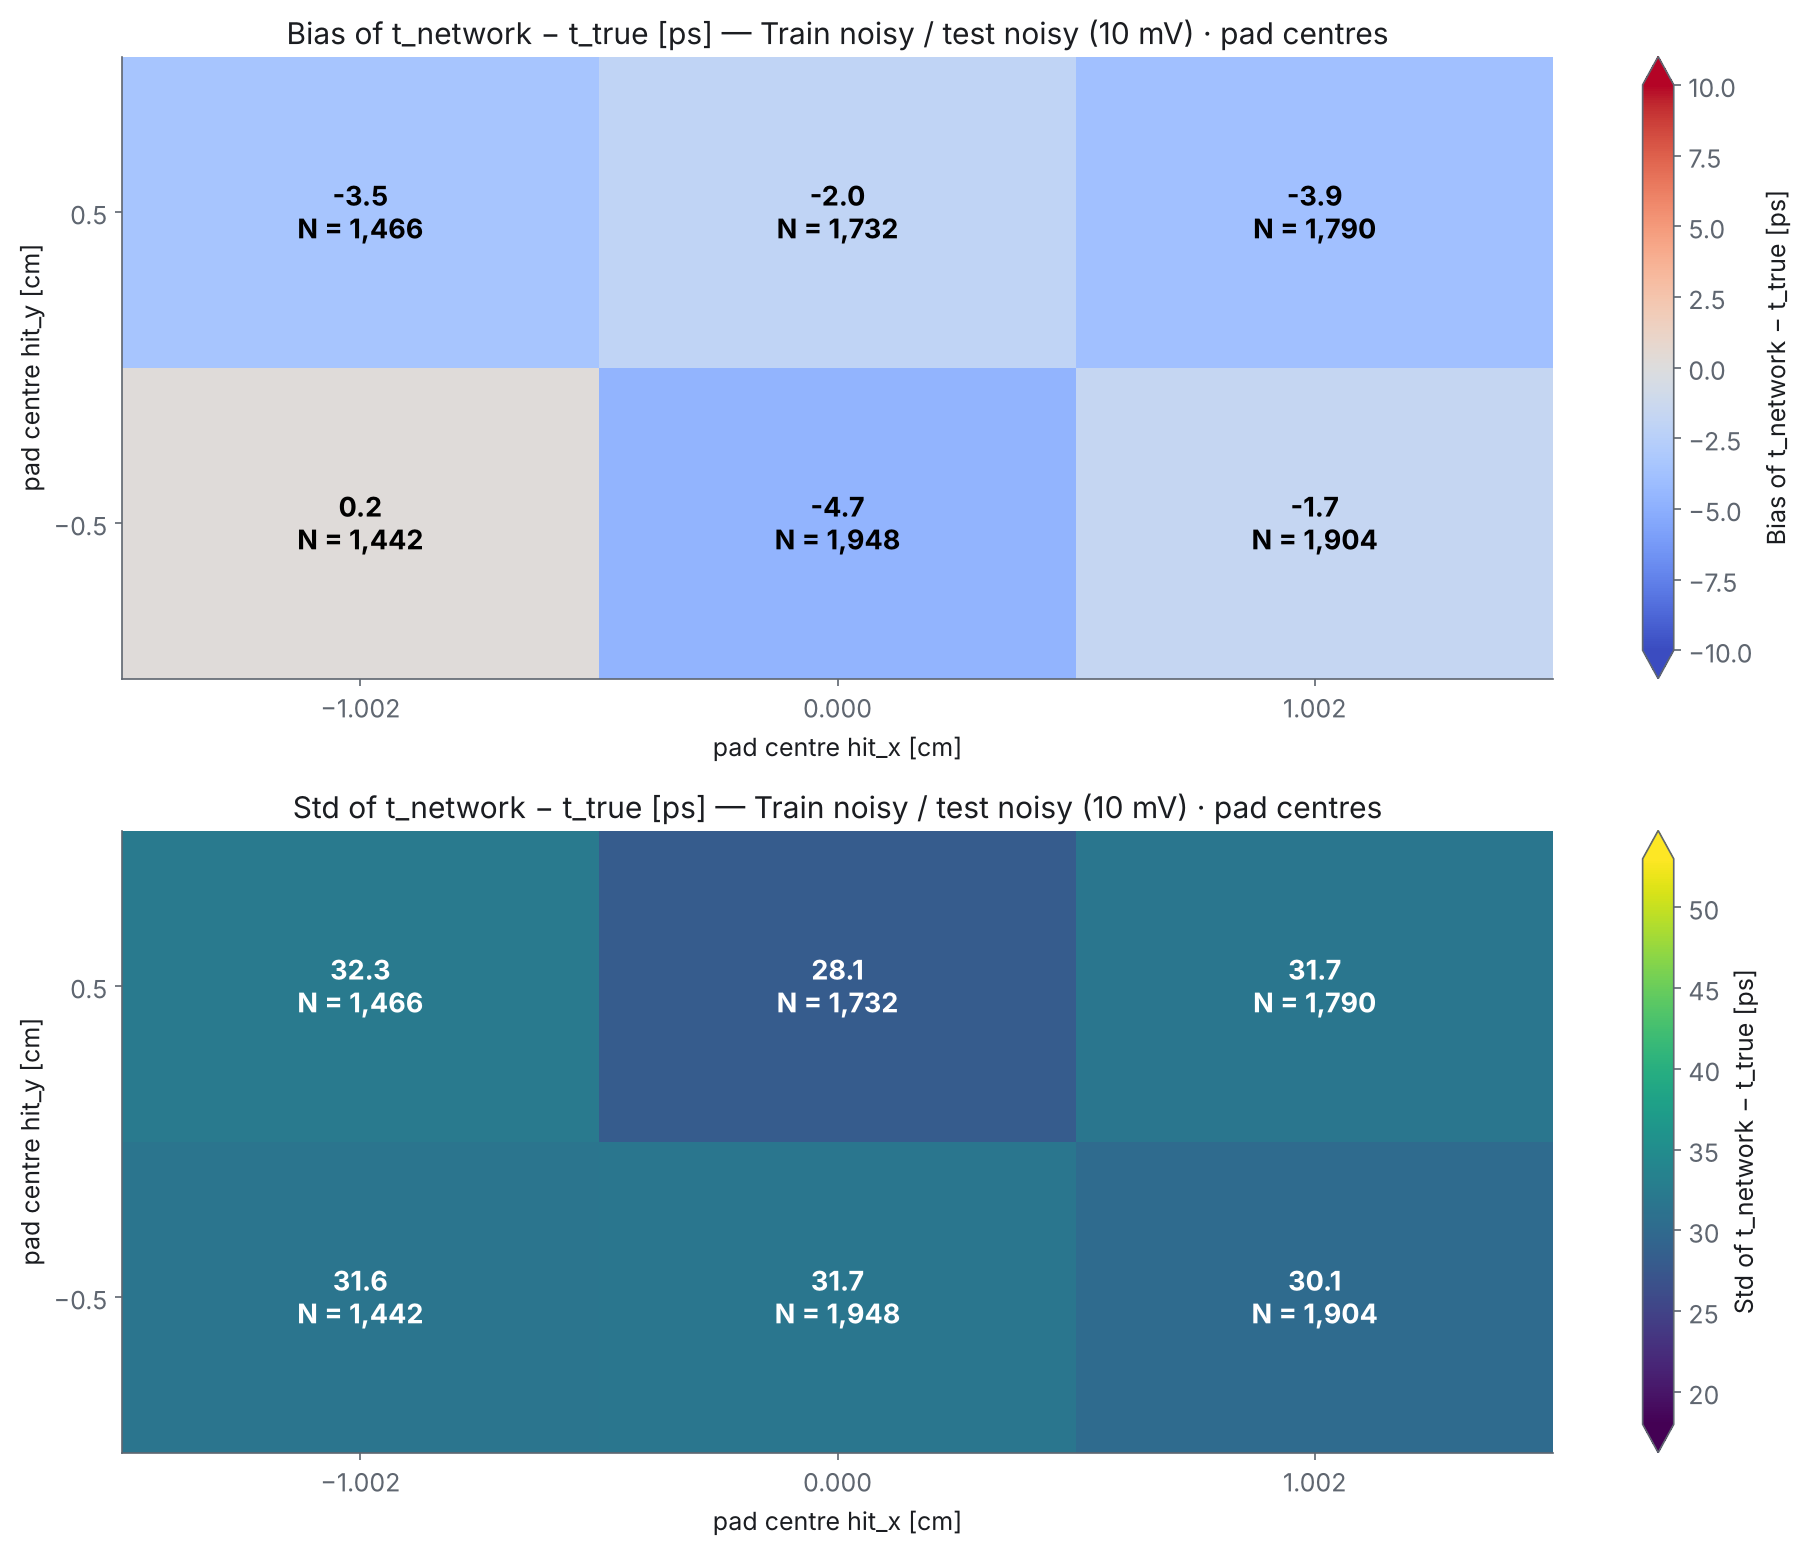 Bias of t_network − t_true [ps] — Train noisy / test noisy (10 mV) · pad centres
pad centre hit_y [cm]
0.5
−0.5
-3.5
N = 1,466
-2.0
N = 1,732
-3.9
N = 1,790
0.2
N = 1,442
-4.7
N = 1,948
-1.7
N = 1,904
−1.002
0.000
1.002
pad centre hit_x [cm]
10.0
7.5
5.0
2.5
0.0
−2.5
−5.0
−7.5
−10.0
Bias of t_network − t_true [ps]
Std of t_network − t_true [ps] — Train noisy / test noisy (10 mV) · pad centres
pad centre hit_y [cm]
0.5
−0.5
32.3
N = 1,466
28.1
N = 1,732
31.7
N = 1,790
31.6
N = 1,442
31.7
N = 1,948
30.1
N = 1,904
−1.002
0.000
1.002
pad centre hit_x [cm]
50
45
40
35
30
25
20
Std of t_network − t_true [ps]